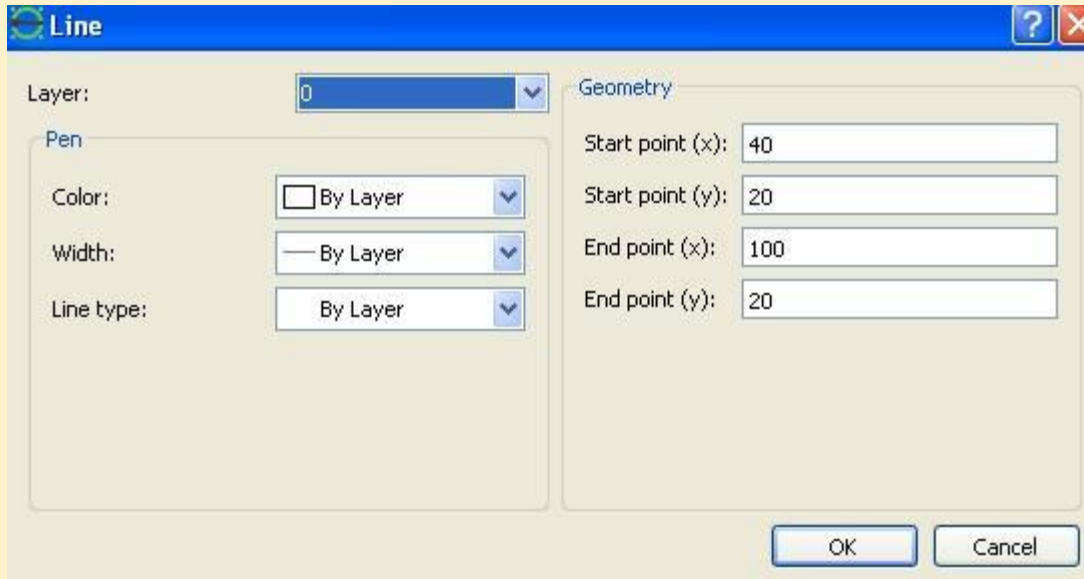 Line
Layer:
0
Pen
Color:
By Layer
Width:
By Layer
Line type:
By Layer
Geometry
Start point (x):
40
Start point (y):
20
End point (x):
100
End point (y):
20
OK
Cancel